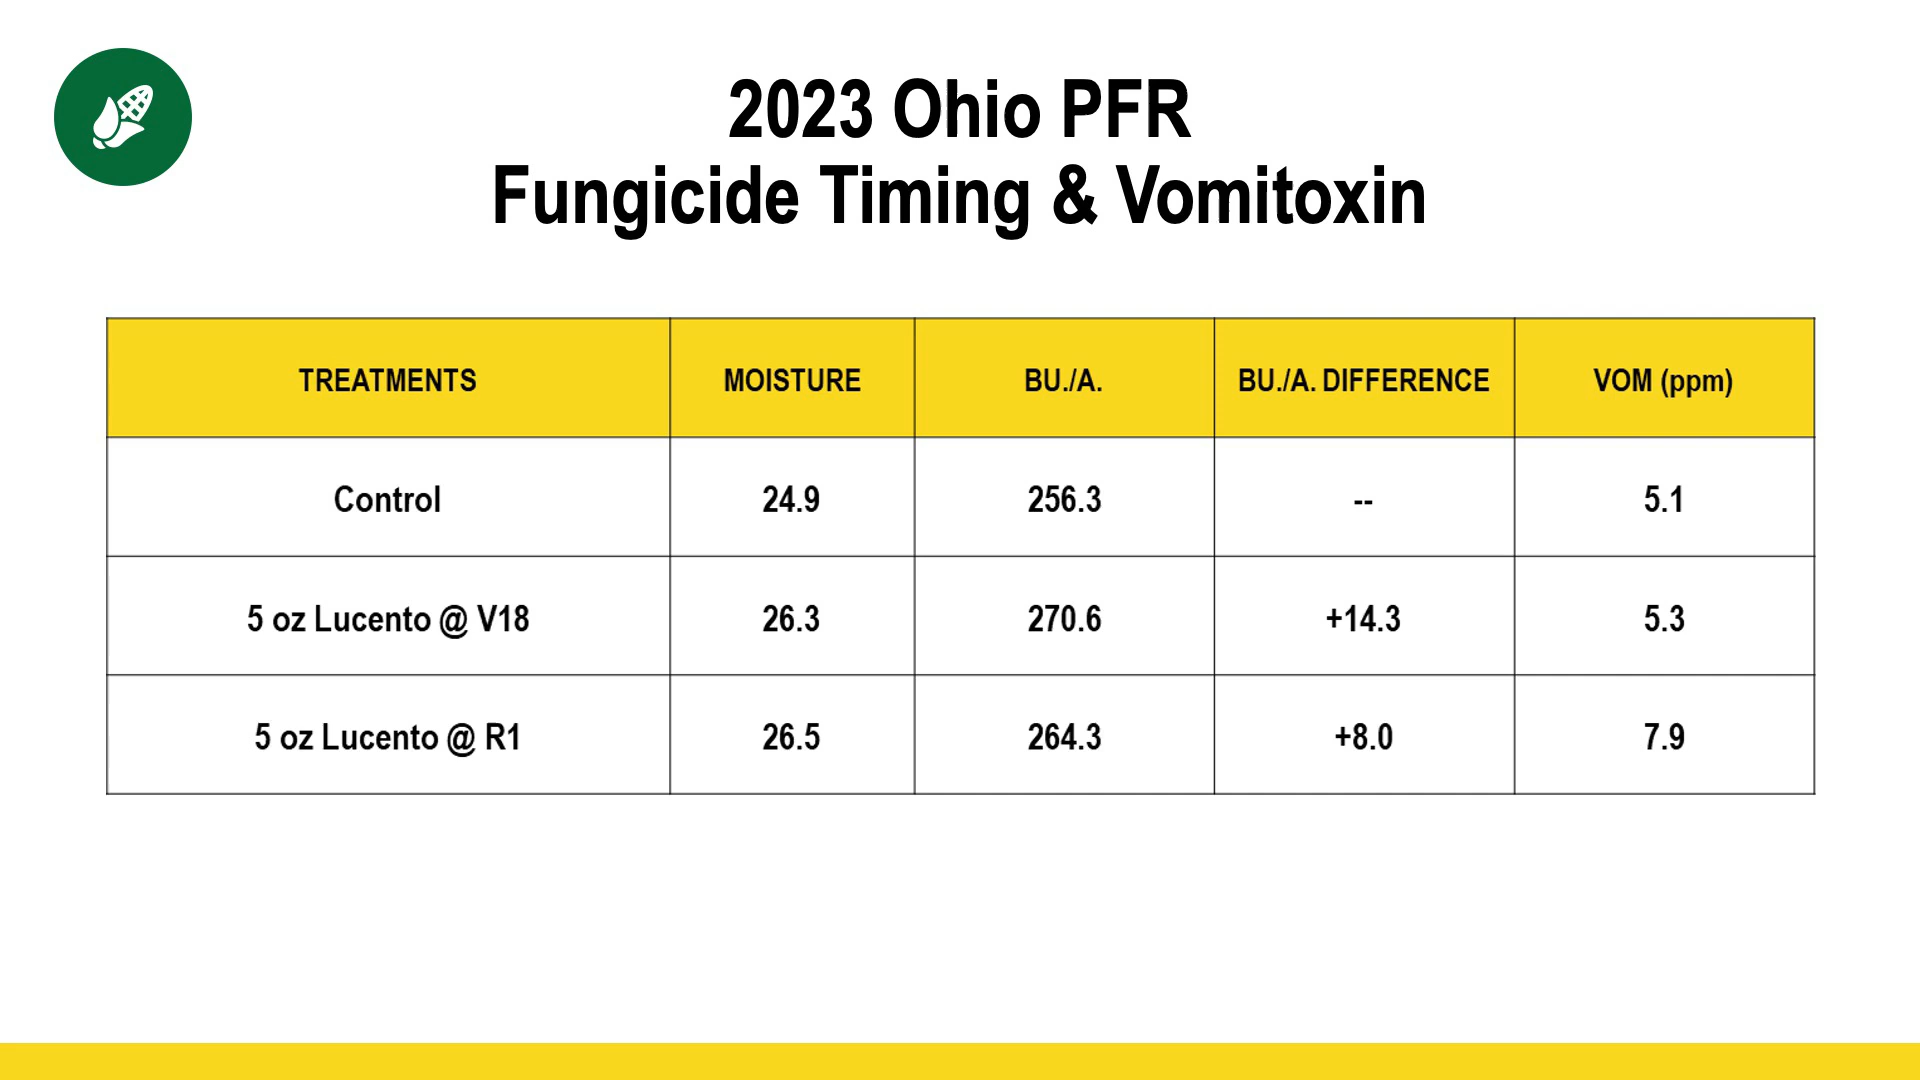 2023 Ohio PFR
Fungicide Timing & Vomitoxin
TREATMENTS MOISTURE BU./A. BU./A. DIFFERENCE VOM (ppm)
Control 24.9 256.3 -- 5.1
5 oz Lucento @ V18 26.3 270.6 +14.3 5.3
5 oz Lucento @ R1 26.5 264.3 +8.0 7.9